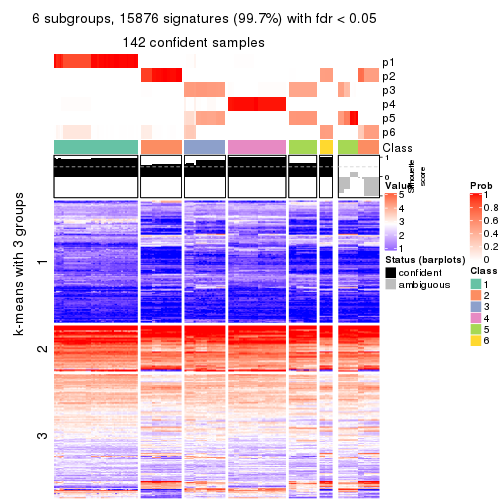 6 subgroups, 15876 signatures (99.7%) with fdr < 0.05
142 confident samples
p1
p2
p3
p4
p5
p6
Class
1
0
Silhouette
score
k-means with 3 groups
1
2
3
Value
5
4
3
2
1
Status (barplots)
confident
ambiguous
Prob
1
0.8
0.6
0.4
0.2
0
Class
1
2
3
4
5
6